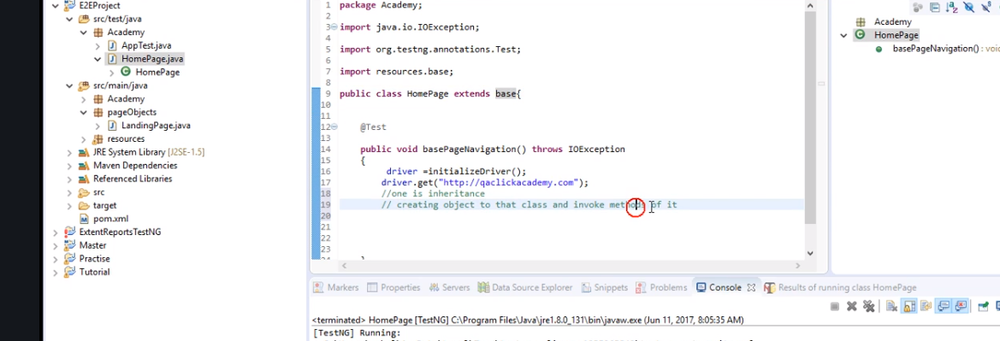 E2EProject
src/test/java
Academy
AppTest.java
HomePage.java
HomePage
src/main/java
Academy
pageObjects
LandingPage.java
resources
JRE System Library [J2SE-1.5]
Maven Dependencies
Referenced Libraries
src
target
pom.xml
ExtentReportsTestNG
Master
Practise
Tutorial
1 package Academy;
2
3 import java.io.IOException;
4
5 import org.testng.annotations.Test;
6
7 import resources.base;
8
9 public class HomePage extends base{
10
11
12 @Test
13
14 public void basePageNavigation() throws IOException
15 {
16 driver =initializeDriver();
17 driver.get("http://qaclickacademy.com");
18 //one is inheritance
19 // creating object to that class and invoke methods of it
20
21
22
23
24 }
Academy
HomePage
basePageNavigation() : void
Markers Properties Servers Data Source Explorer Snippets Problems Console Results of running class HomePage
<terminated> HomePage [TestNG] C:\Program Files\Java\jre1.8.0_131\bin\javaw.exe (Jun 11, 2017, 8:05:35 AM)
[TestNG] Running: